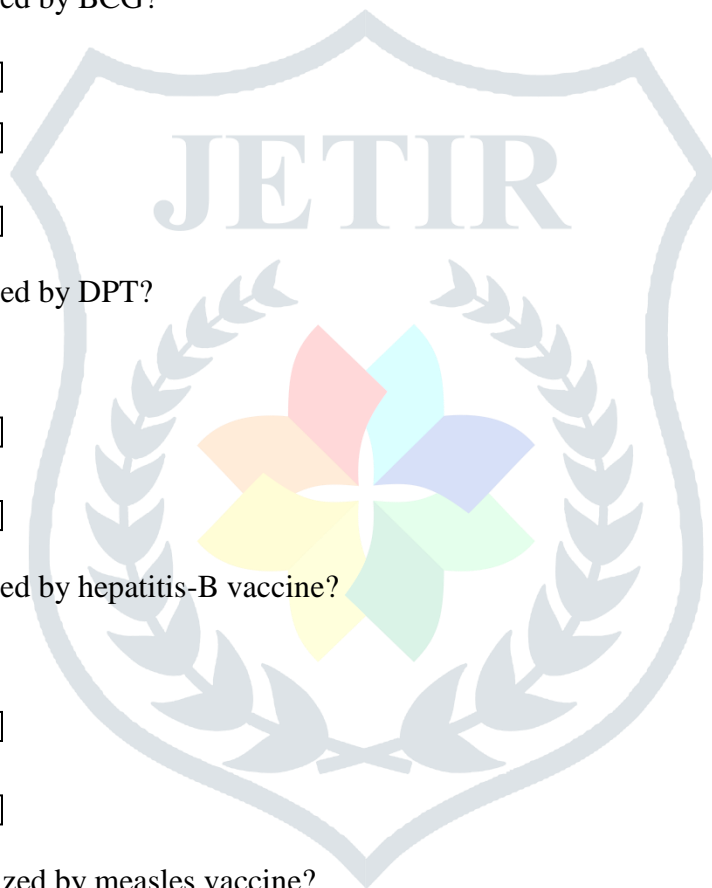 ed by BCG?
]
]
JETIR
]
ed by DPT?
]
]
ed by hepatitis-B vaccine?
]
]
zed by measles vaccine?